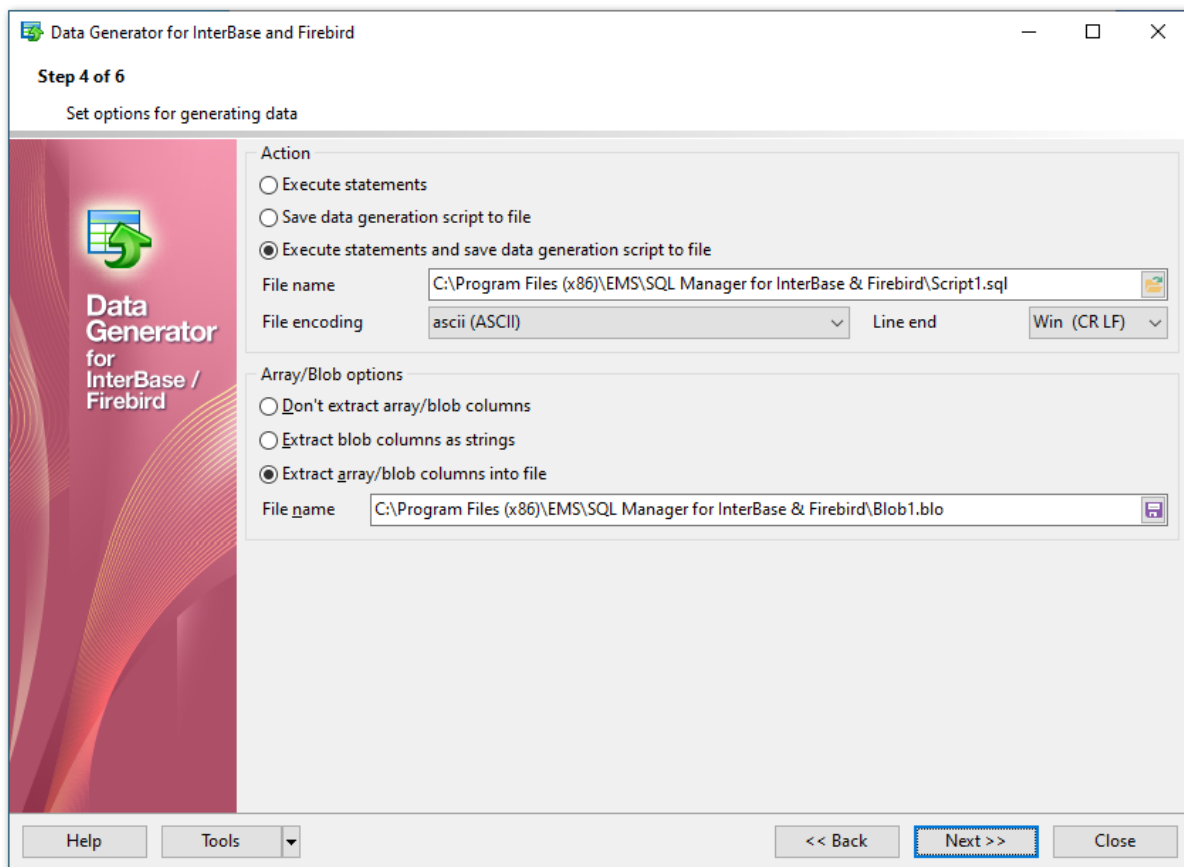 Data Generator for InterBase and Firebird
Step 4 of 6
Set options for generating data
Data
Generator
for
InterBase /
Firebird
Action
Execute statements
Save data generation script to file
Execute statements and save data generation script to file
File name C:\Program Files (x86)\EMS\SQL Manager for InterBase & Firebird\Script1.sql
File encoding ascii (ASCII) Line end Win (CR LF)
Array/Blob options
Don't extract array/blob columns
Extract blob columns as strings
Extract array/blob columns into file
File name C:\Program Files (x86)\EMS\SQL Manager for InterBase & Firebird\Blob1.blo
Help Tools << Back Next >> Close